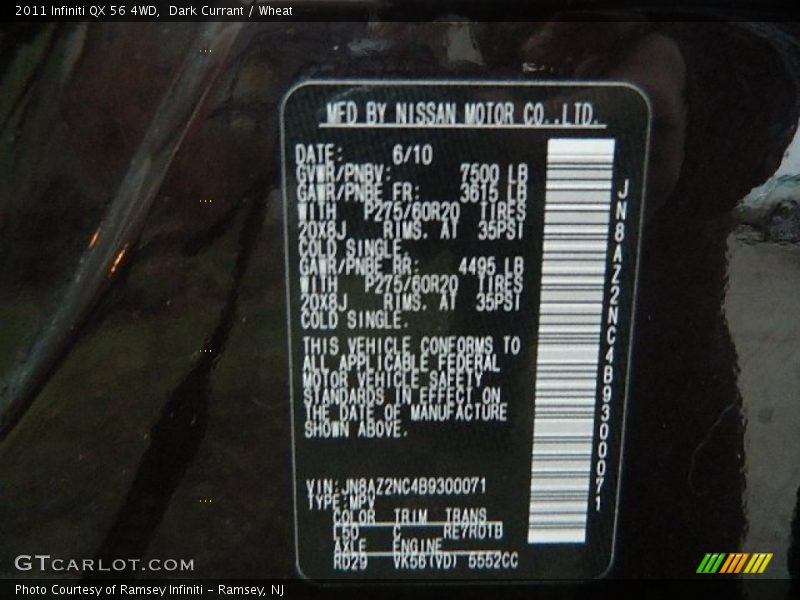 2011 Infiniti QX 56 4WD,  Dark Currant / Wheat
MFD BY NISSAN MOTOR CO.,LTD.
DATE: 6/10
GVWR/PNBV: 7500 LB
GAWR/PNBE FR: 3615 LB
WITH P275/60R20 TIRES
20X8J RIMS. AT 35PSI
COLD SINGLE.
GAWR/PNBE RR: 4495 LB
WITH P275/60R20 TIRES
20X8J RIMS. AT 35PSI
COLD SINGLE.
THIS VEHICLE CONFORMS TO
ALL APPLICABLE FEDERAL
MOTOR VEHICLE SAFETY
STANDARDS IN EFFECT ON
THE DATE OF MANUFACTURE
SHOWN ABOVE.
VIN:JN8AZ2NC4B9300071
TYPE:MPV
COLOR TRIM TRANS
L50 C RE7R01B
AXLE ENGINE
RD29 VK56(VD) 5552CC
JN8AZ2NC4B9300071
GTCARLOT.COM
Photo Courtesy of Ramsey Infiniti – Ramsey, NJ